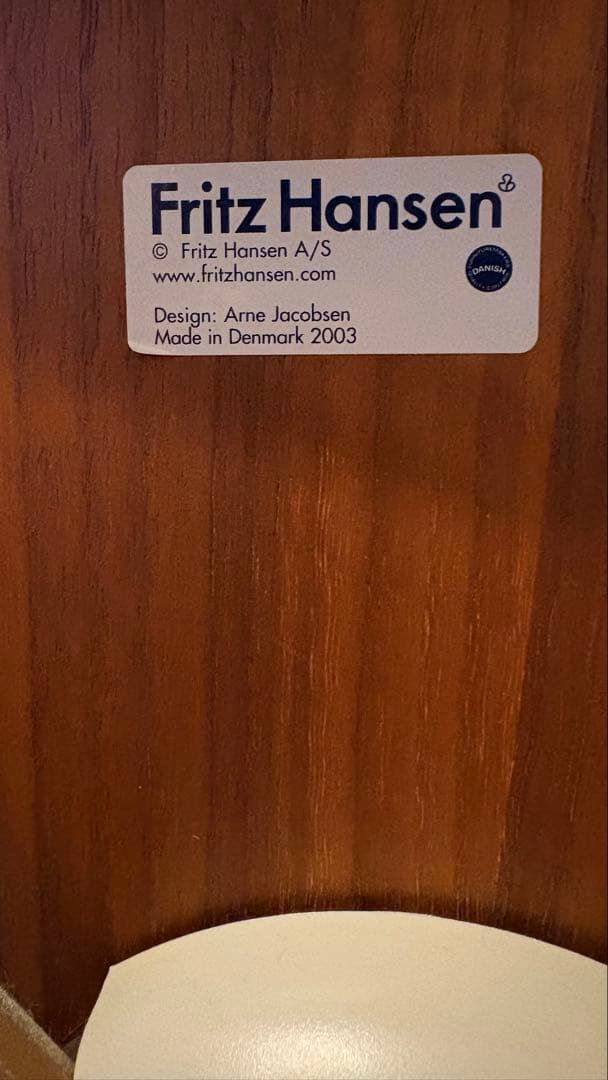 Fritz Hansen
© Fritz Hansen A/S
www.fritzhansen.com
DANISH
Design: Arne Jacobsen
Made in Denmark 2003